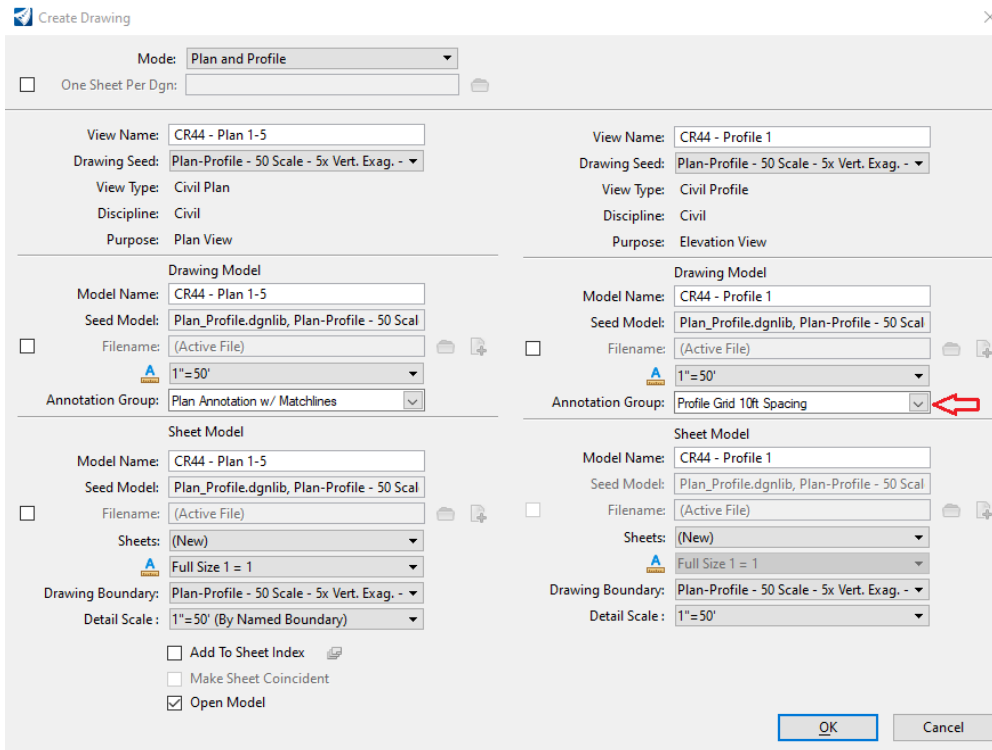 Create Drawing
Mode: Plan and Profile
One Sheet Per Dgn:
View Name: CR44 - Plan 1-5
Drawing Seed: Plan-Profile - 50 Scale - 5x Vert. Exag. -
View Type: Civil Plan
Discipline: Civil
Purpose: Plan View
Drawing Model
Model Name: CR44 - Plan 1-5
Seed Model: Plan_Profile.dgnlib, Plan-Profile - 50 Scal
Filename: (Active File)
A 1"=50'
Annotation Group: Plan Annotation w/ Matchlines
Sheet Model
Model Name: CR44 - Plan 1-5
Seed Model: Plan_Profile.dgnlib, Plan-Profile - 50 Scal
Filename: (Active File)
Sheets: (New)
A Full Size 1 = 1
Drawing Boundary: Plan-Profile - 50 Scale - 5x Vert. Exag. -
Detail Scale : 1"=50' (By Named Boundary)
Add To Sheet Index
Make Sheet Coincident
Open Model
View Name: CR44 - Profile 1
Drawing Seed: Plan-Profile - 50 Scale - 5x Vert. Exag. -
View Type: Civil Profile
Discipline: Civil
Purpose: Elevation View
Drawing Model
Model Name: CR44 - Profile 1
Seed Model: Plan_Profile.dgnlib, Plan-Profile - 50 Scal
Filename: (Active File)
A 1"=50'
Annotation Group: Profile Grid 10ft Spacing
Sheet Model
Model Name: CR44 - Profile 1
Seed Model: Plan_Profile.dgnlib, Plan-Profile - 50 Scal
Filename: (Active File)
Sheets: (New)
A Full Size 1 = 1
Drawing Boundary: Plan-Profile - 50 Scale - 5x Vert. Exag. -
Detail Scale : 1"=50'
OK Cancel